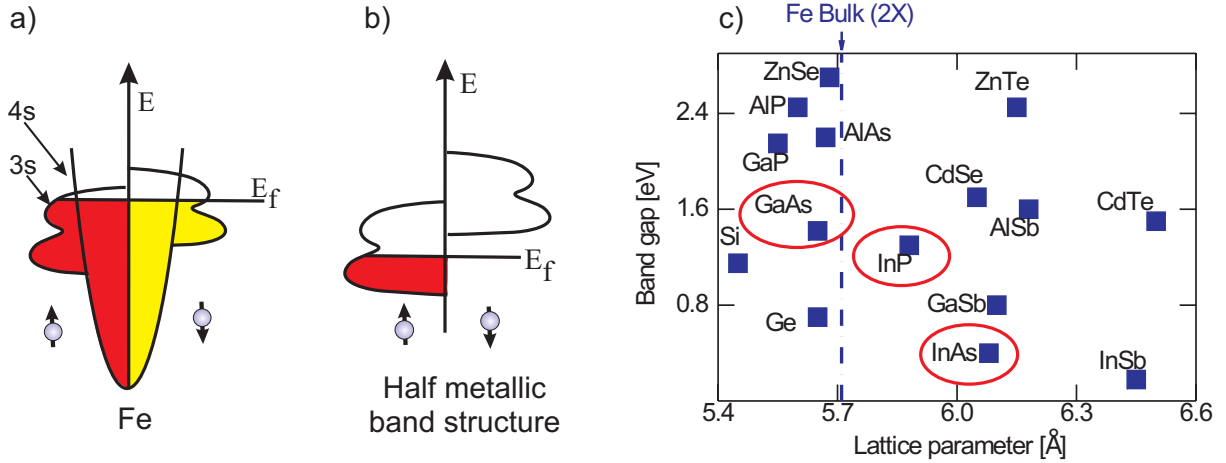 a)
E
4s
3s
E_f
Fe
b)
E
E_f
Half metallic
band structure
c)
Fe Bulk (2X)
ZnSe
ZnTe
AlP
AlAs
GaP
CdSe
CdTe
GaAs
AlSb
Si
InP
GaSb
Ge
InAs
InSb
2.4
1.6
0.8
Band gap [eV]
5.4 5.7 6.0 6.3 6.6
Lattice parameter [Å]